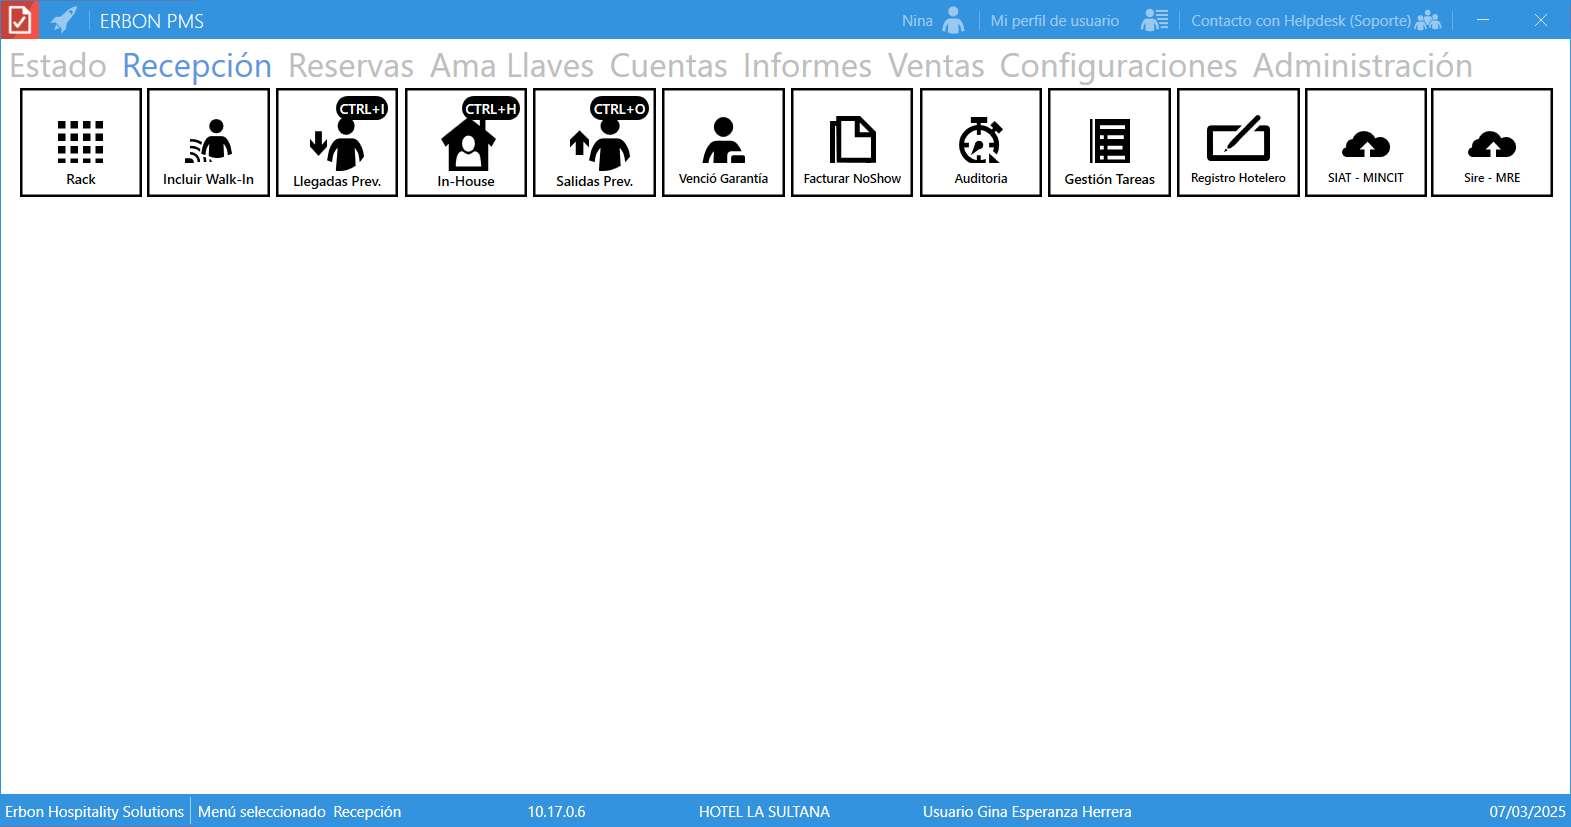 ERBON PMS
Nina
Mi perfil de usuario
Contacto con Helpdesk (Soporte)
Estado Recepción Reservas Ama Llaves Cuentas Informes Ventas Configuraciones Administración
CTRL+I
CTRL+H
CTRL+O
Rack
Incluir Walk-In
Llegadas Prev.
In-House
Salidas Prev.
Venció Garantía
Facturar NoShow
Auditoria
Gestión Tareas
Registro Hotelero
SIAT - MINCIT
Sire - MRE
Erbon Hospitality Solutions
Menú seleccionado Recepción
10.17.0.6
HOTEL LA SULTANA
Usuario Gina Esperanza Herrera
07/03/2025